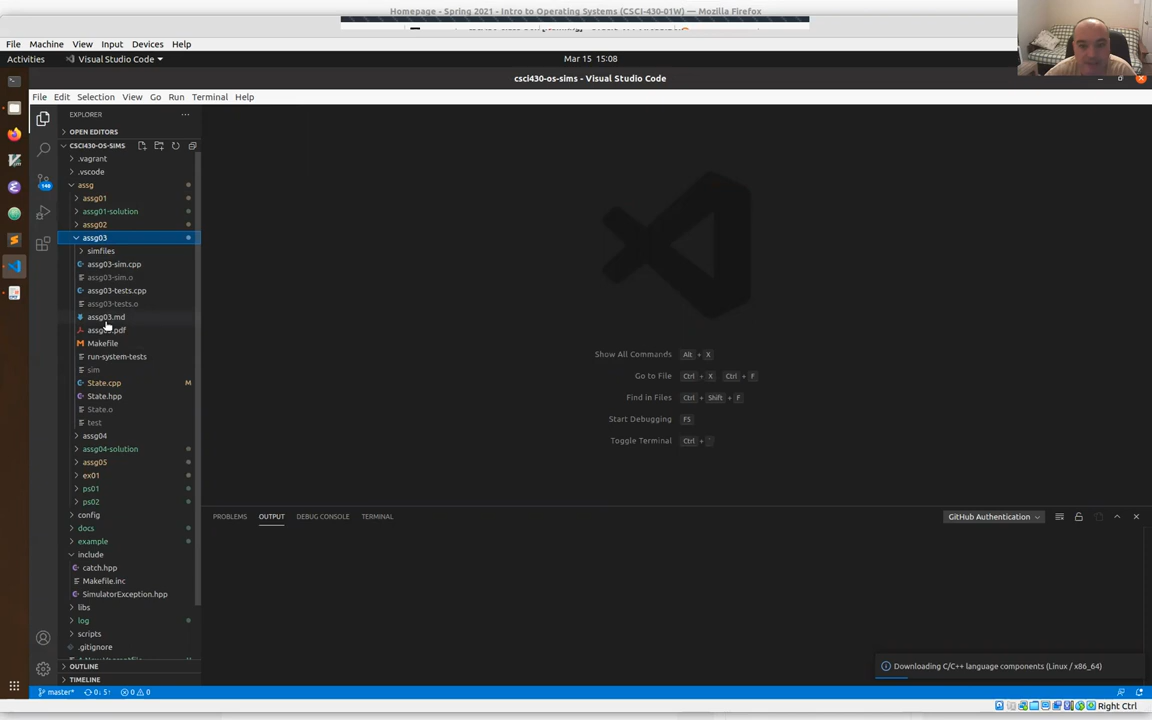 Homepage - Spring 2021 - Intro to Operating Systems (CSCI-430-01W) — Mozilla Firefox
File Machine View Input Devices Help
Activities Visual Studio Code Mar 15 15:08
csci430-os-sims - Visual Studio Code
File Edit Selection View Go Run Terminal Help
EXPLORER
OPEN EDITORS
CSCI430-OS-SIMS
.vagrant
.vscode
assg
assg01
assg01-solution
assg02
assg03
simfiles
assg03-sim.cpp
assg03-sim.o
assg03-tests.cpp
assg03-tests.o
assg03.md
assg03.pdf
Makefile
run-system-tests
sim
State.cpp M
State.hpp
State.o
test
assg04
assg04-solution
assg05
ex01
ps01
ps02
config
docs
example
include
catch.hpp
Makefile.inc
SimulatorException.hpp
libs
log
scripts
.gitignore
OUTLINE
TIMELINE
140
Show All Commands Alt + X
Go to File Ctrl + X Ctrl + F
Find in Files Ctrl + Shift + F
Start Debugging F5
Toggle Terminal Ctrl + `
PROBLEMS OUTPUT DEBUG CONSOLE TERMINAL GitHub Authentication
Downloading C/C++ language components (Linux / x86_64)
master* 0↓ 5↑ 0 0
Right Ctrl